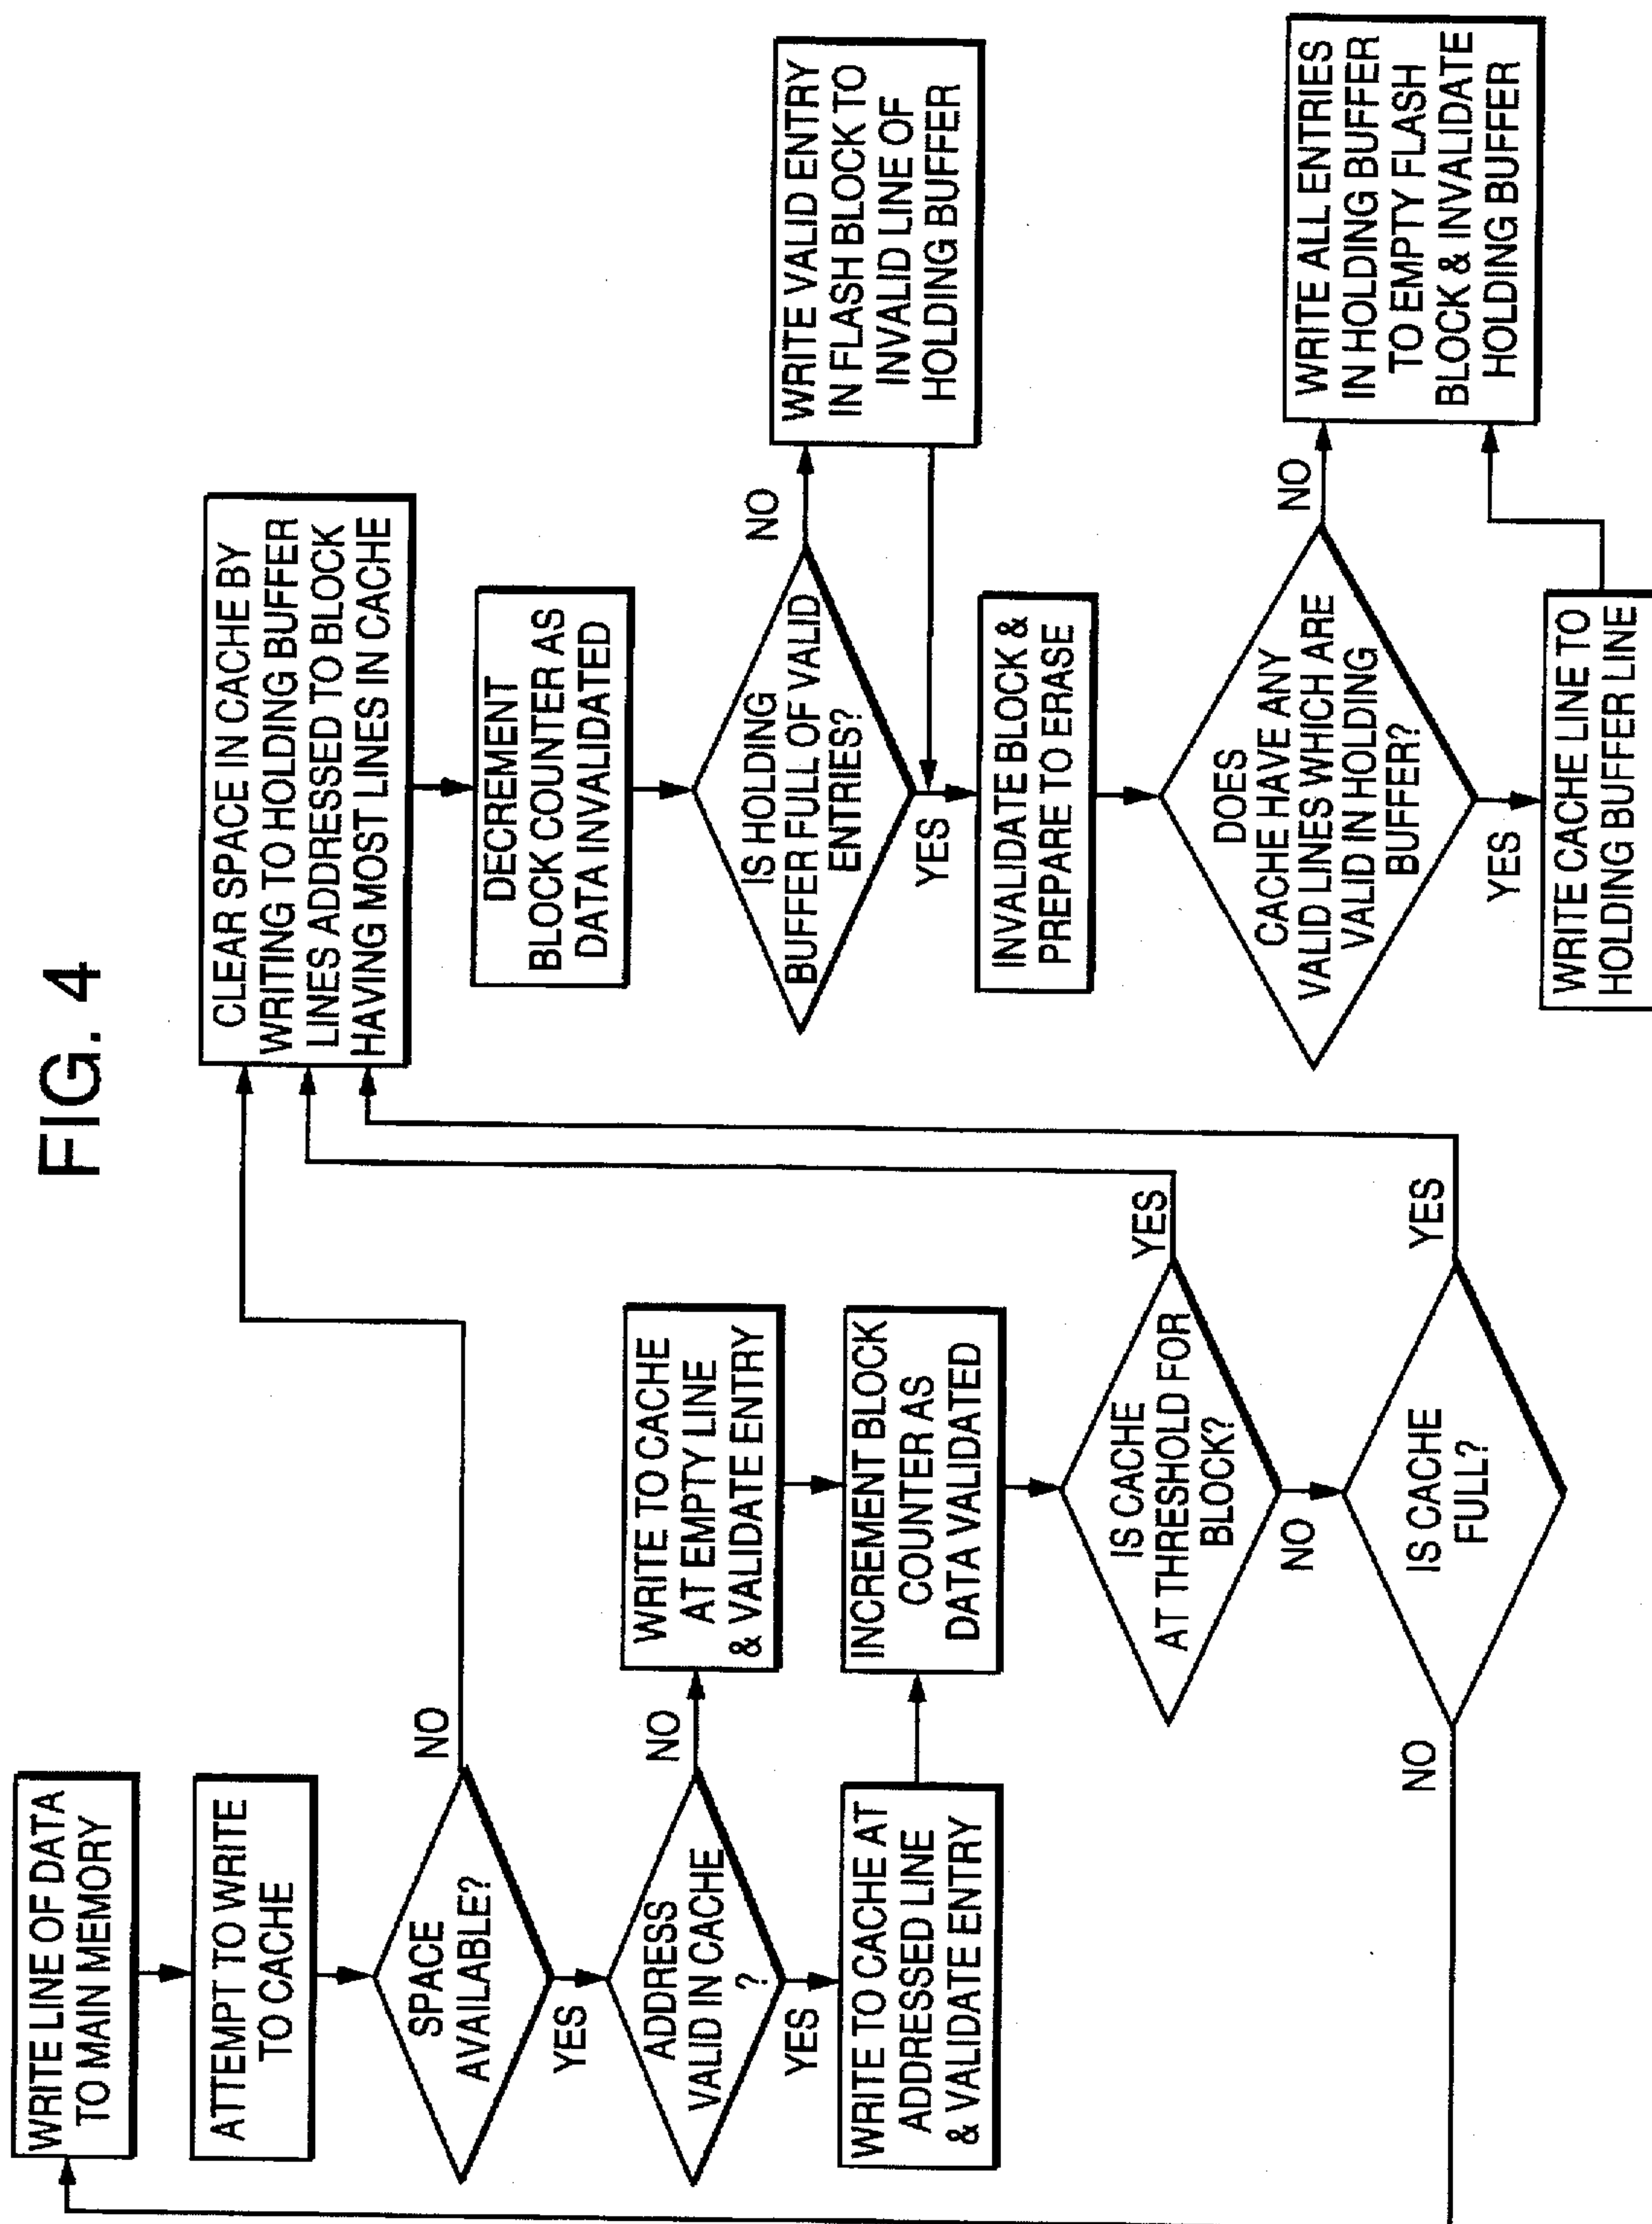 FIG. 4
WRITE LINE OF DATA
TO MAIN MEMORY
ATTEMPT TO WRITE
TO CACHE
SPACE
AVAILABLE?
NO
YES
ADDRESS
VALID IN CACHE
?
NO
YES
WRITE TO CACHE
AT EMPTY LINE
& VALIDATE ENTRY
WRITE TO CACHE AT
ADDRESSED LINE
& VALIDATE ENTRY
INCREMENT BLOCK
COUNTER AS
DATA VALIDATED
IS CACHE
AT THRESHOLD FOR
BLOCK?
YES
NO
IS CACHE
FULL?
YES
NO
CLEAR SPACE IN CACHE BY
WRITING TO HOLDING BUFFER
LINES ADDRESSED TO BLOCK
HAVING MOST LINES IN CACHE
DECREMENT
BLOCK COUNTER AS
DATA INVALIDATED
IS HOLDING
BUFFER FULL OF VALID
ENTRIES?
NO
YES
WRITE VALID ENTRY
IN FLASH BLOCK TO
INVALID LINE OF
HOLDING BUFFER
INVALIDATE BLOCK &
PREPARE TO ERASE
DOES
CACHE HAVE ANY
VALID LINES WHICH ARE
VALID IN HOLDING
BUFFER?
NO
YES
WRITE ALL ENTRIES
IN HOLDING BUFFER
TO EMPTY FLASH
BLOCK & INVALIDATE
HOLDING BUFFER
WRITE CACHE LINE TO
HOLDING BUFFER LINE